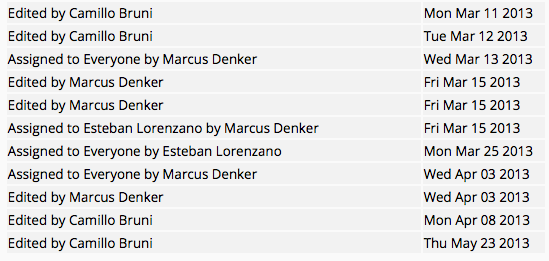 Edited by Camillo Bruni Mon Mar 11 2013
Edited by Camillo Bruni Tue Mar 12 2013
Assigned to Everyone by Marcus Denker Wed Mar 13 2013
Edited by Marcus Denker Fri Mar 15 2013
Edited by Marcus Denker Fri Mar 15 2013
Assigned to Esteban Lorenzano by Marcus Denker Fri Mar 15 2013
Assigned to Everyone by Esteban Lorenzano Mon Mar 25 2013
Assigned to Everyone by Marcus Denker Wed Apr 03 2013
Edited by Marcus Denker Wed Apr 03 2013
Edited by Camillo Bruni Mon Apr 08 2013
Edited by Camillo Bruni Thu May 23 2013